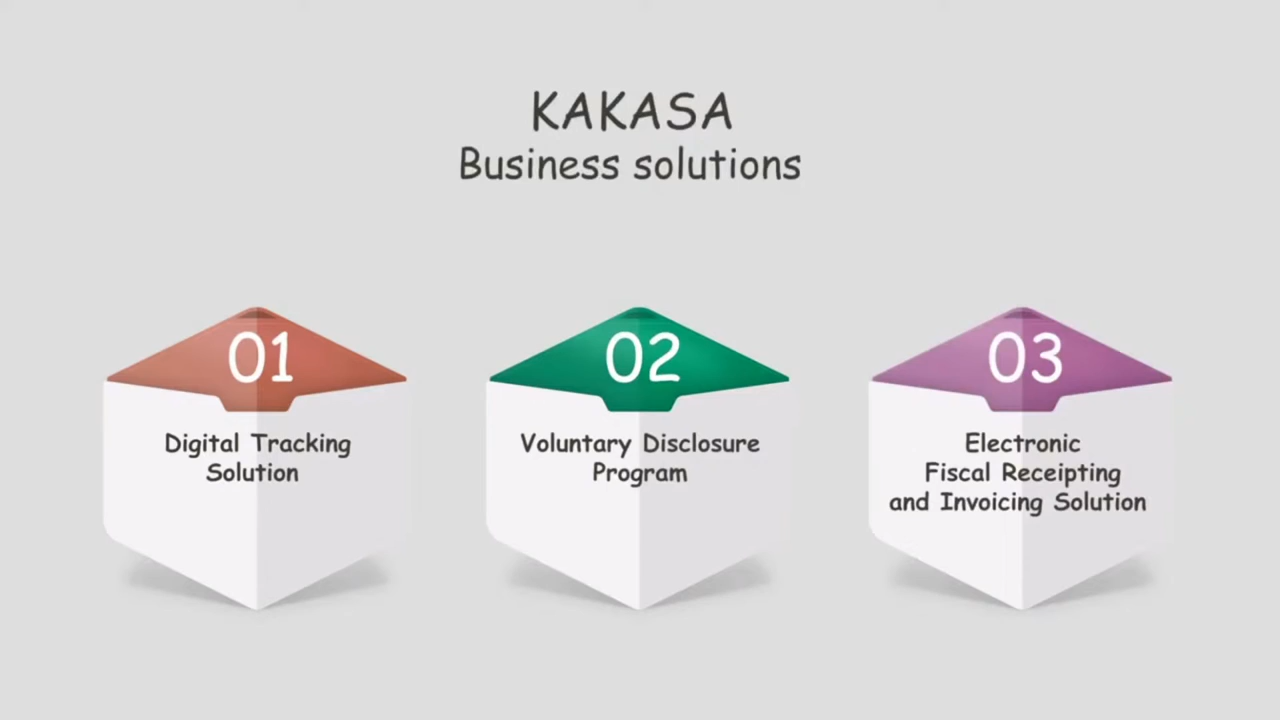 KAKASA
Business solutions
01
Digital Tracking
Solution
02
Voluntary Disclosure
Program
03
Electronic
Fiscal Receipting
and Invoicing Solution